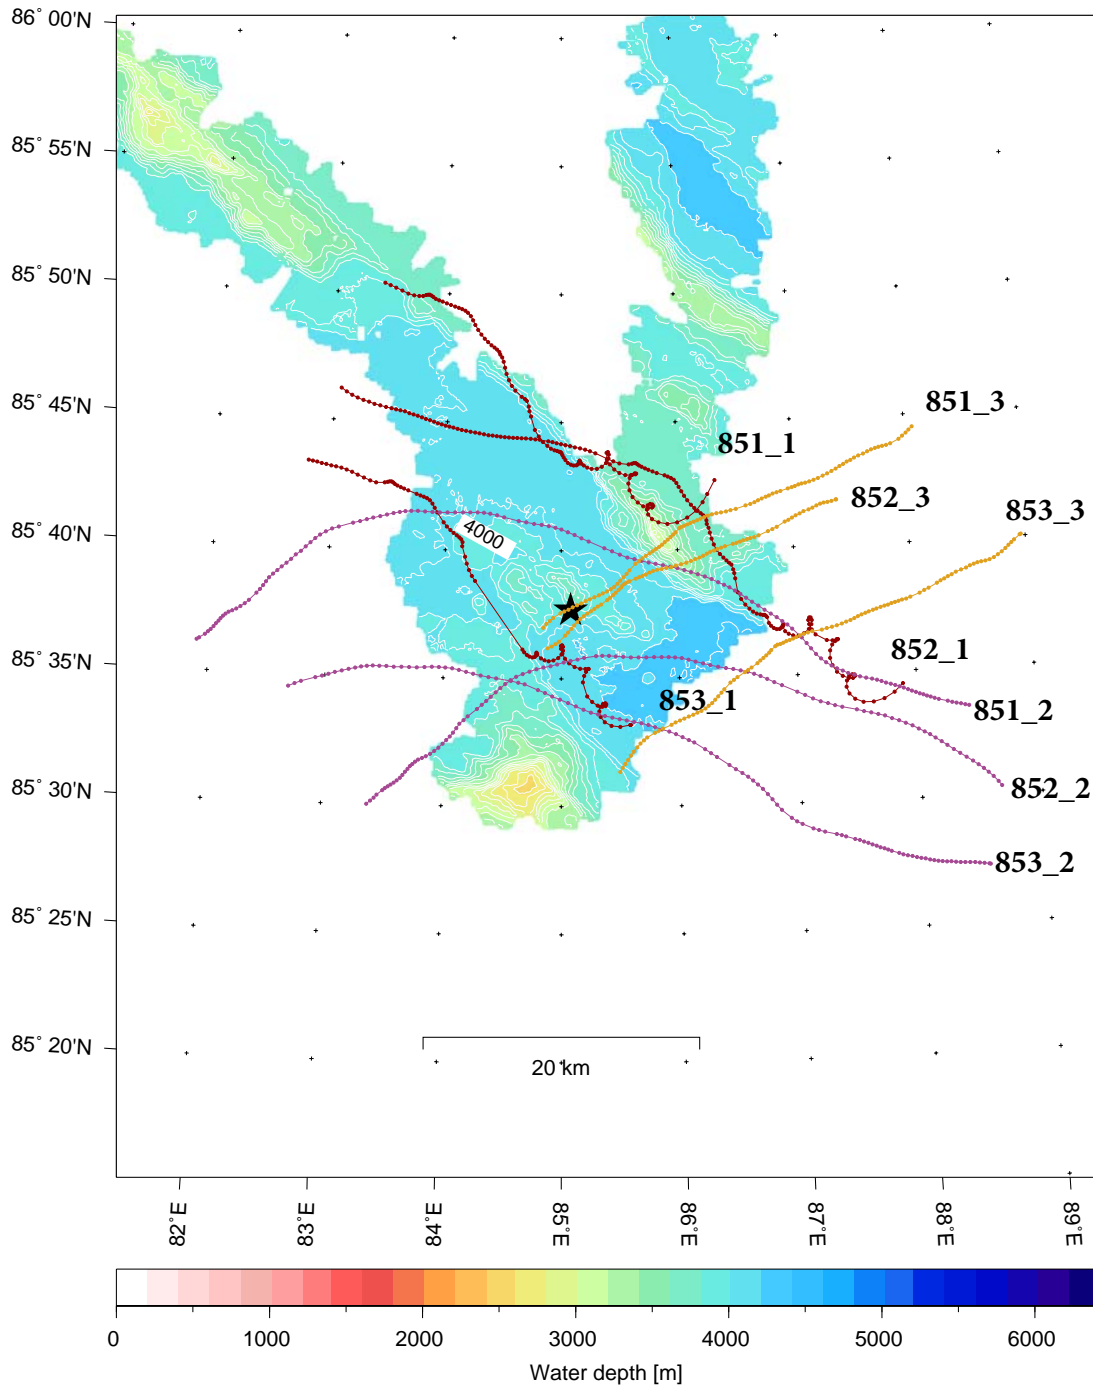 86° 00'N
85° 55'N
85° 50'N
85° 45'N
85° 40'N
85° 35'N
85° 30'N
85° 25'N
85° 20'N
851_3
851_1
852_3
853_3
4000
852_1
853_1
851_2
852_2
853_2
20 km
82°E
83°E
84°E
85°E
86°E
87°E
88°E
89°E
0 1000 2000 3000 4000 5000 6000
Water depth [m]